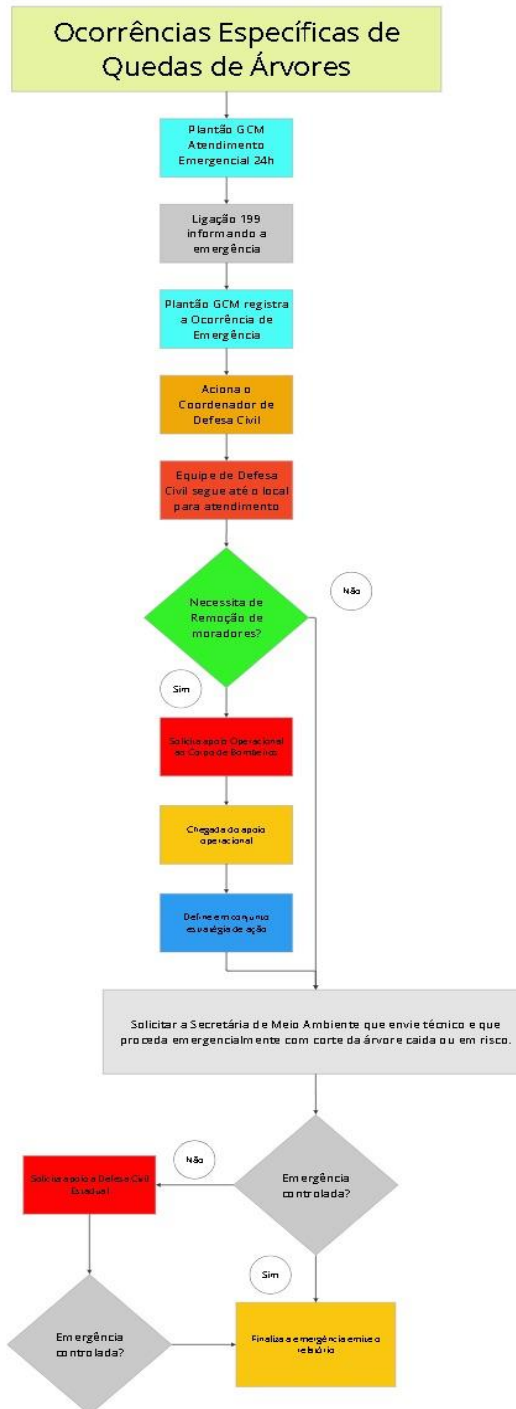 Ocorrências Específicas de
Quedas de Árvores
Plantão GCM
Atendimento
Emergencial 24h
Ligação 199
informando a
emergência
Plantão GCM registra
a Ocorrência de
Emergência
Aciona o
Coordenador de
Defesa Civil
Equipe de Defesa
Civil segue até o local
para atendimento
Necessita de
Remoção de
moradores?
Não
Sim
Solicita apoio Operacional
ao Corpo de Bombeiros
Chegada do apoio
operacional
Define em conjunto
estratégia de ação
Solicitar a Secretária de Meio Ambiente que envie técnico e que
proceda emergencialmente com corte da árvore caida ou em risco.
Não
Solicita apoio a Defesa Civil
Estadual
Emergência
controlada?
Sim
Emergência
controlada?
Finaliza a emergência emite o
relatório